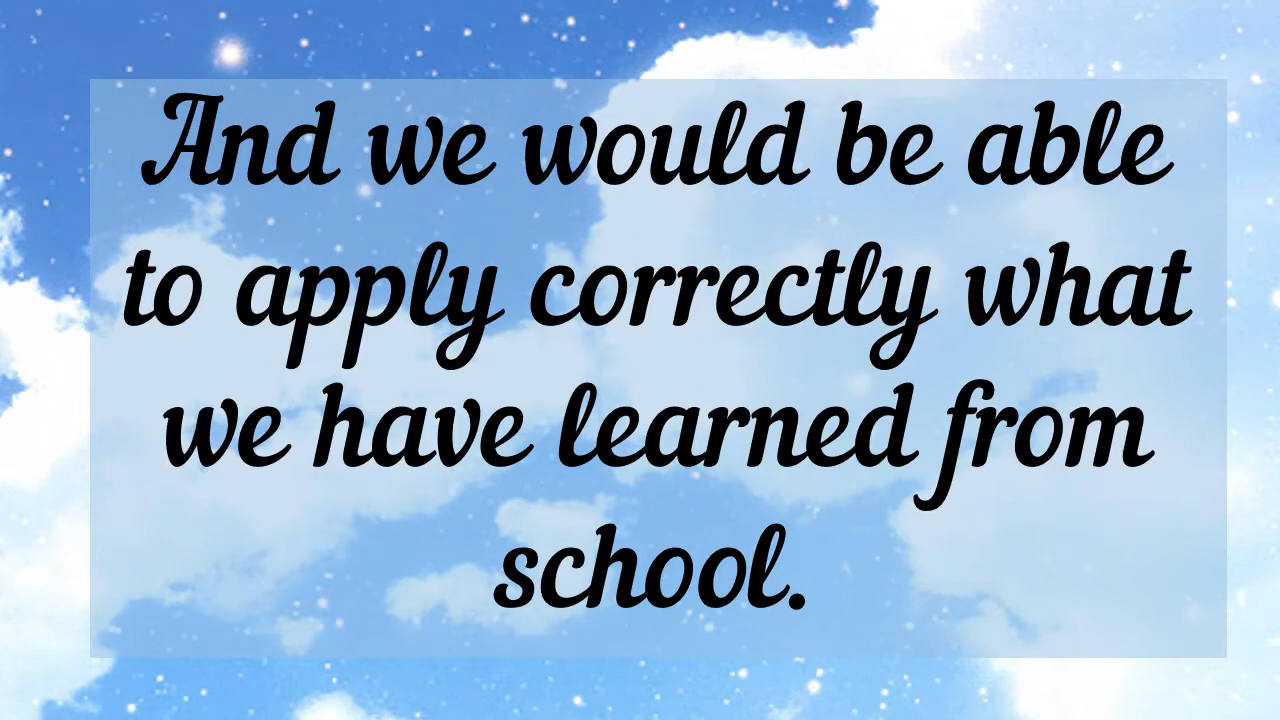 And we would be able
to apply correctly what
we have learned from
school.